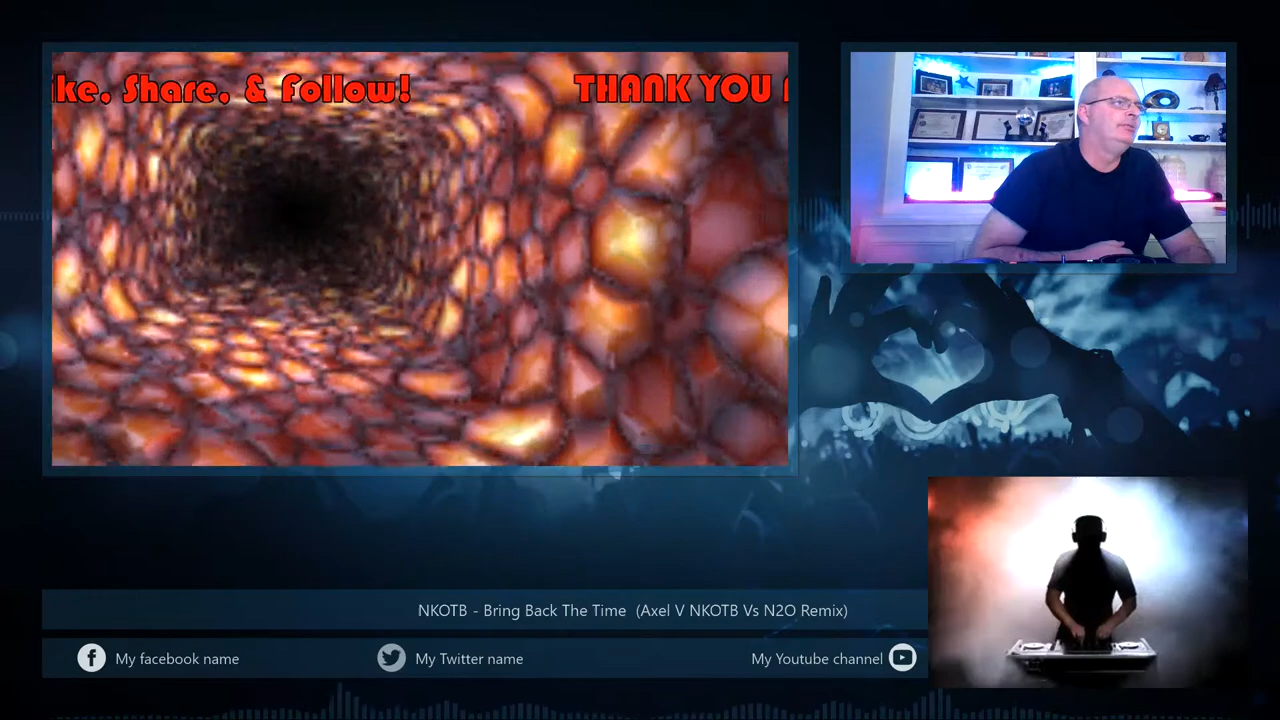 ke, Share, & Follow!
THANK YOU
NKOTB - Bring Back The Time (Axel V NKOTB Vs N2O Remix)
My facebook name
My Twitter name
My Youtube channel